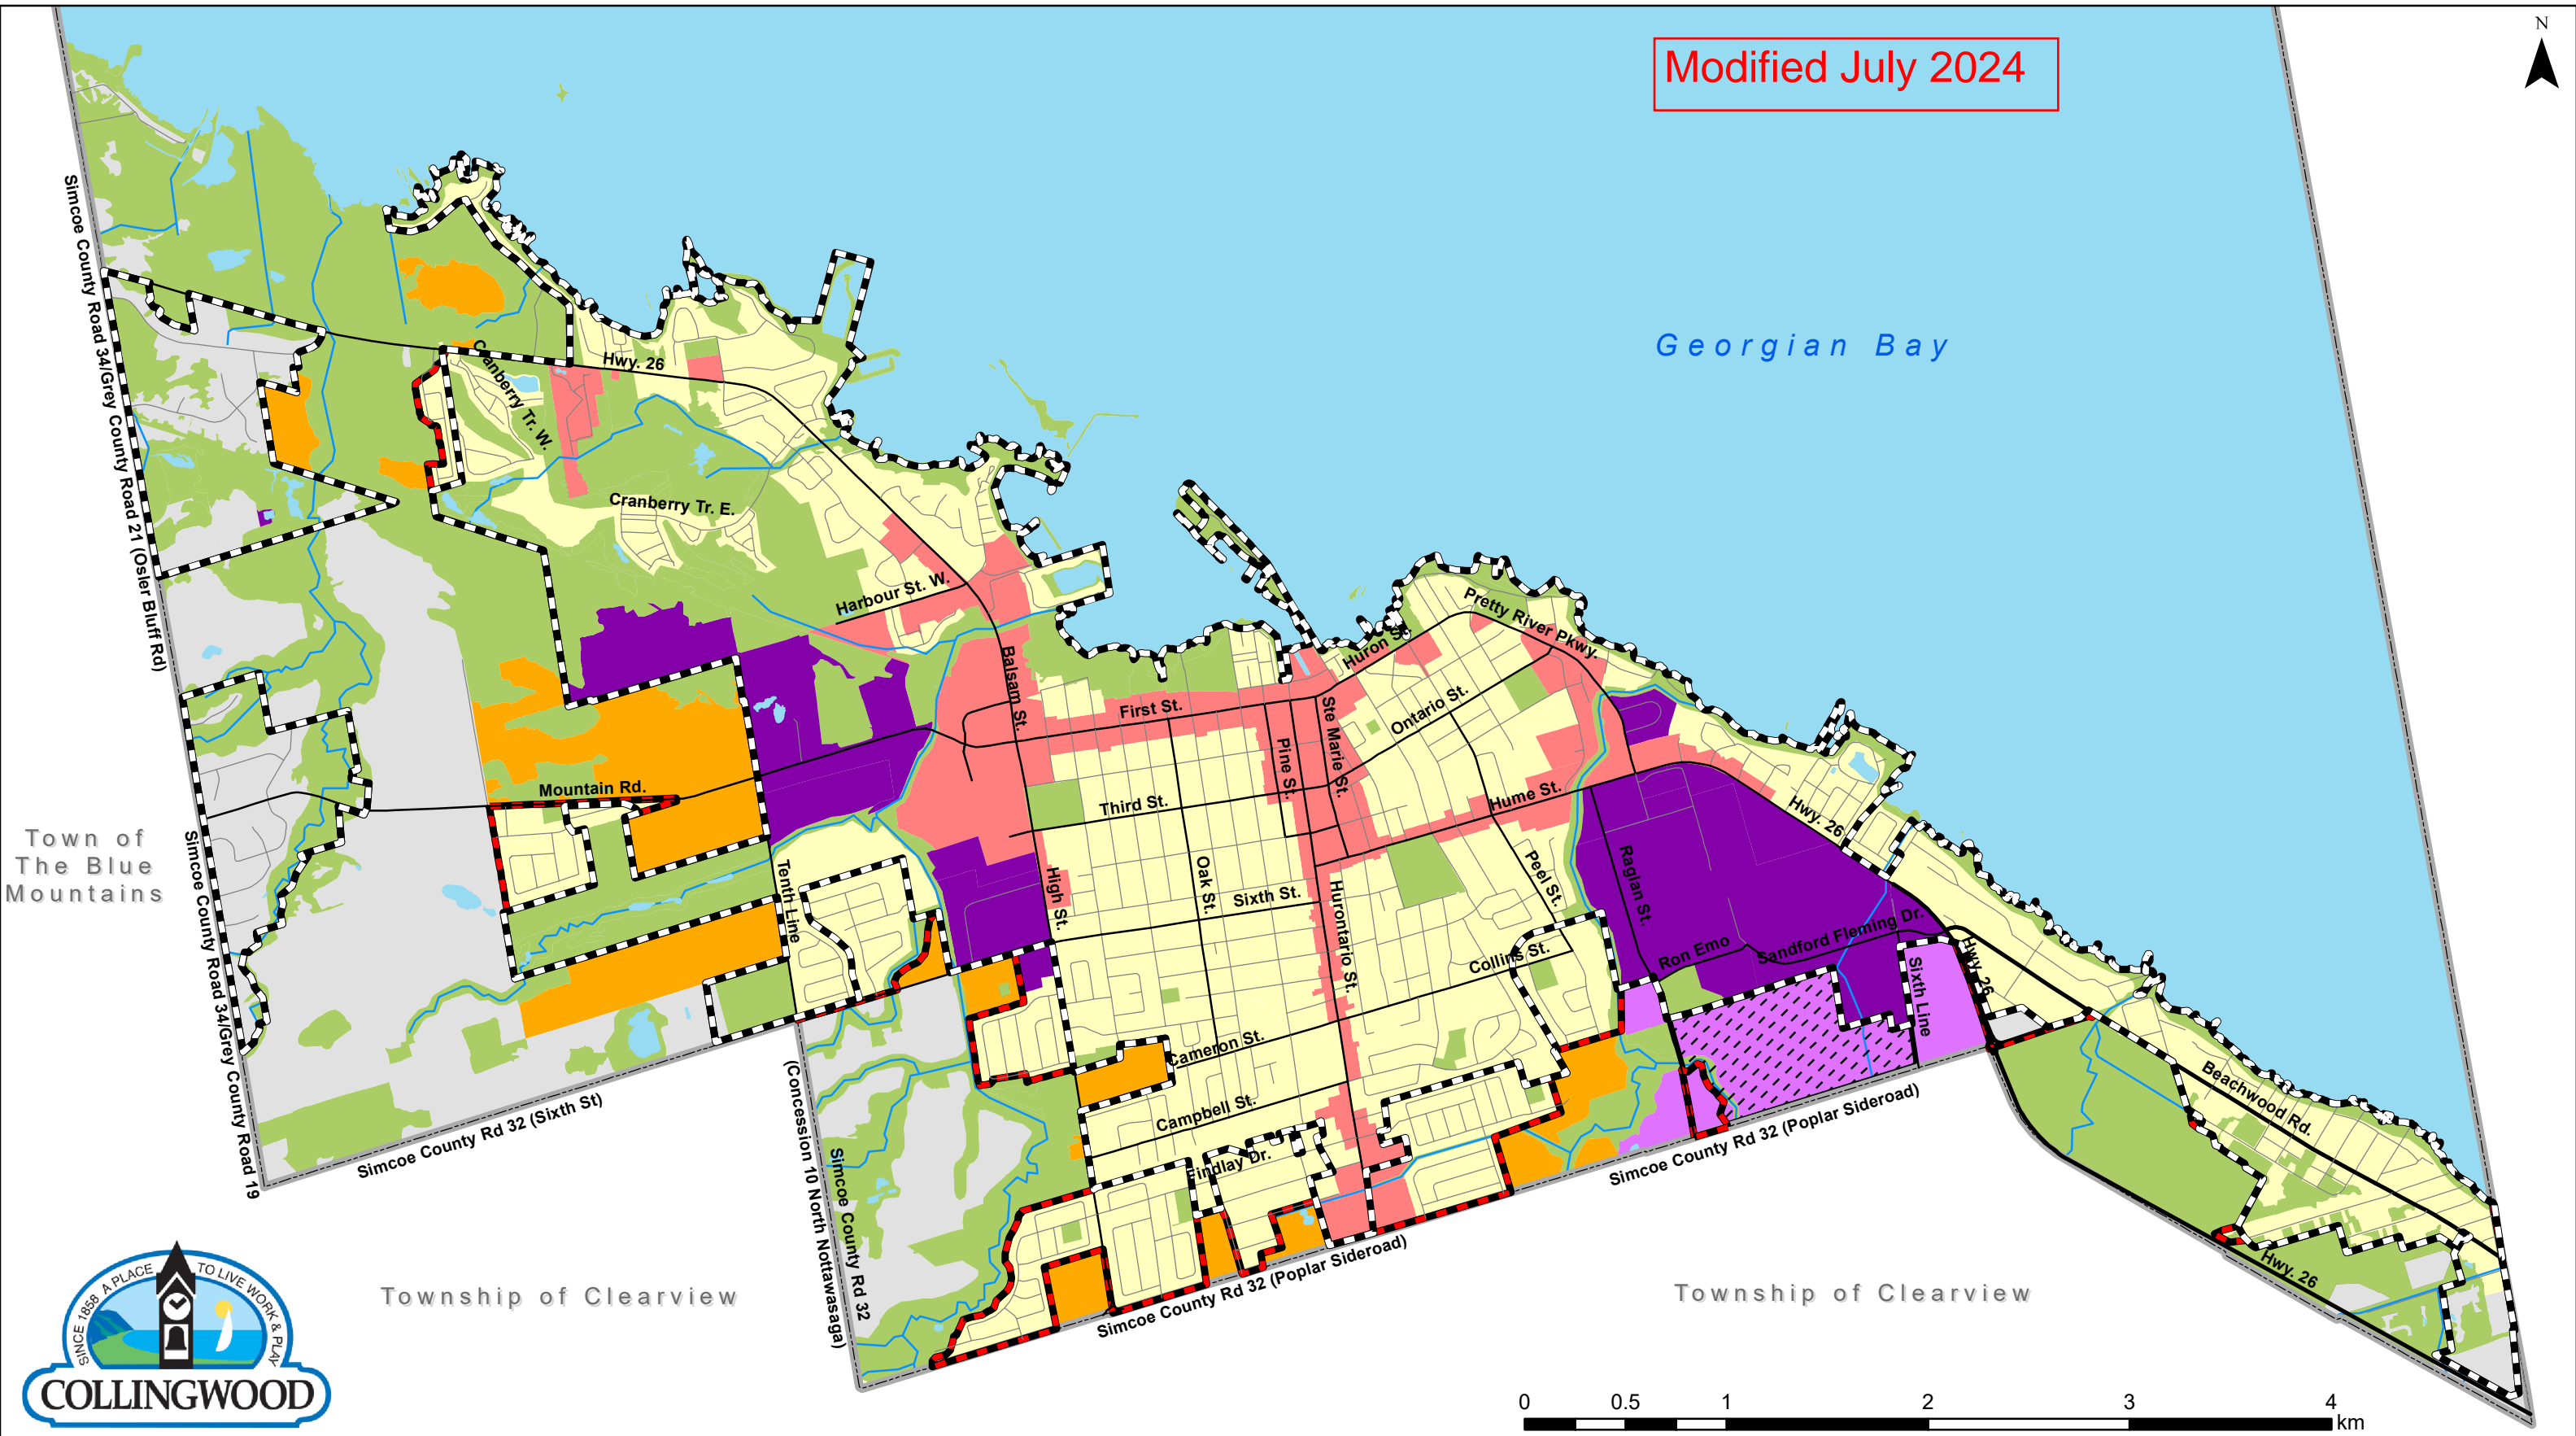 Modified July 2024
N
Georgian Bay
Simcoe County Road 34/Grey County Road 21 (Osler Bluff Rd)
Hwy. 26
Cranberry Tr. W.
Cranberry Tr. E.
Harbour St. W.
Balsam St.
First St.
Huron St.
Pretty River Pkwy.
Ontario St.
Ste Marie St.
Pine St.
Mountain Rd.
Third St.
Hume St.
Hwy. 26
Town of
The Blue
Mountains
Simcoe County Road 34/Grey County Road 19
Tenth Line
High St.
Oak St.
Sixth St.
Hurontario St.
Peel St.
Raglan St.
Collins St.
Ron Emo
Sandford Fleming Dr.
Sixth Line
Hwy. 26
Cameron St.
Campbell St.
Findlay Dr.
Simcoe County Rd 32 (Sixth St)
Simcoe County Rd 32
(Concession 10 North Nottawasaga)
Simcoe County Rd 32 (Poplar Sideroad)
Simcoe County Rd 32 (Poplar Sideroad)
Beachwood Rd.
Hwy. 26
Township of Clearview
Township of Clearview
SINCE 1858 A PLACE TO LIVE WORK & PLAY
COLLINGWOOD
0 0.5 1 2 3 4
km